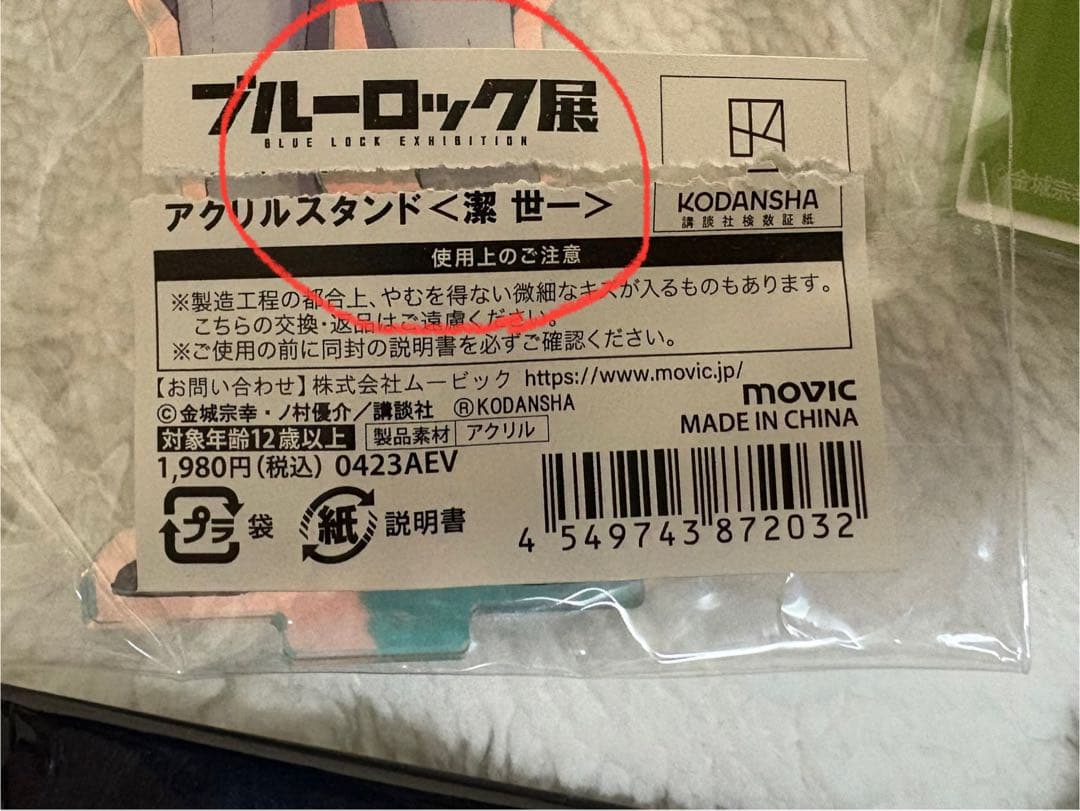 ブルーロック展
BLUE LOCK EXHIBITION
KODANSHA
講談社検数証紙
アクリルスタンド＜潔 世一＞
使用上のご注意
※製造工程の都合上、やむを得ない微細なキズが入るものもあります。
こちらの交換・返品はご遠慮ください。
※ご使用の前に同封の説明書を必ずご確認ください。
【お問い合わせ】株式会社ムービック https://www.movic.jp/
©金城宗幸・ノ村優介／講談社 ®KODANSHA
movic
MADE IN CHINA
対象年齢12歳以上 製品素材 アクリル
1,980円(税込) 0423AEV
プラ 袋 紙 説明書
4 549743 872032
金城宗幸